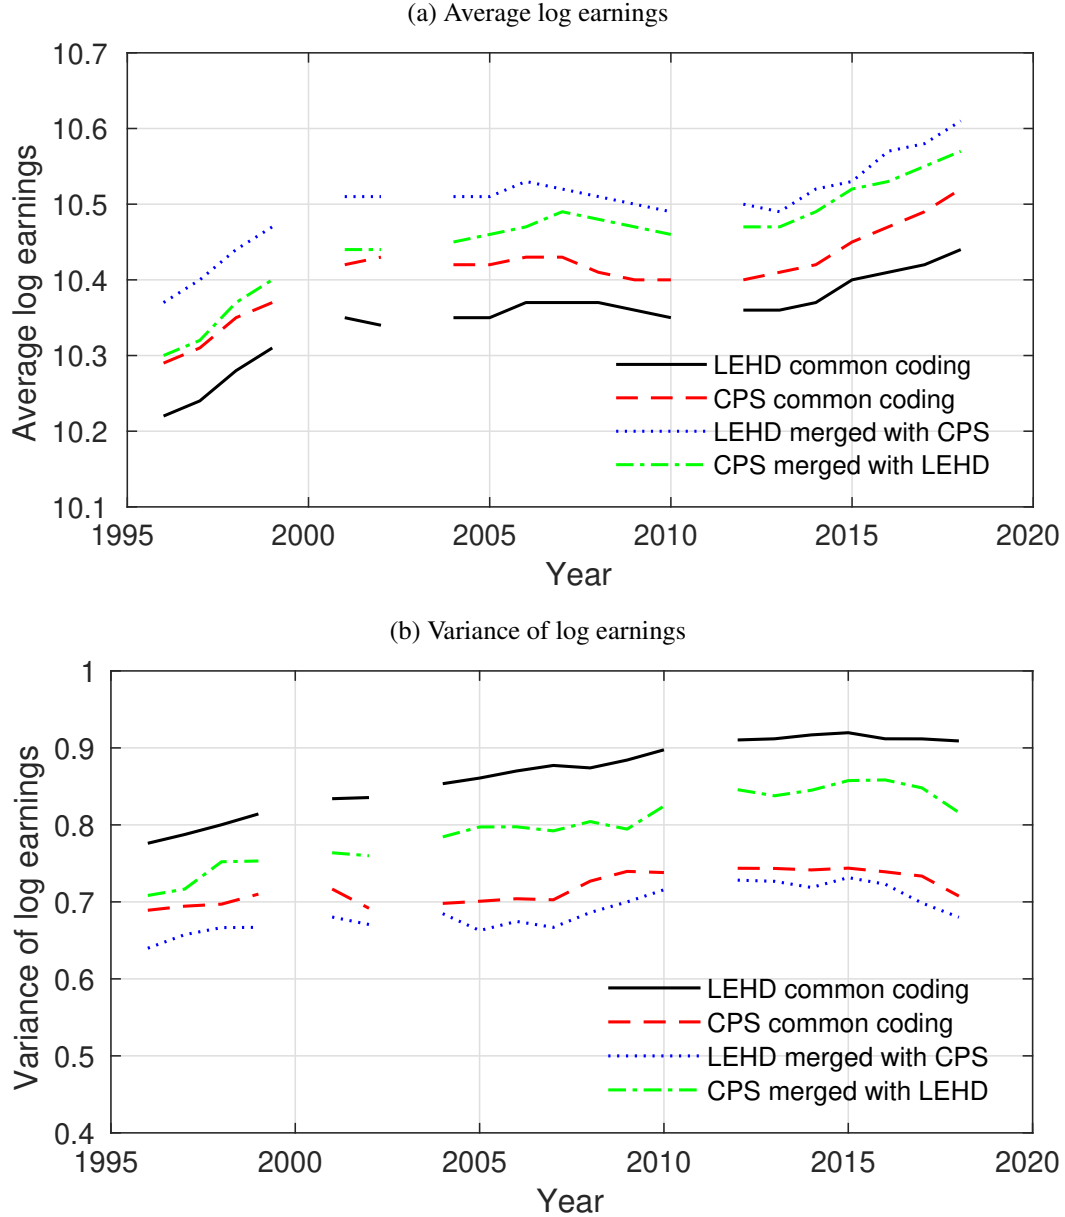 (a) Average log earnings
10.7
10.6
10.5
10.4
10.3
10.2
10.1
Average log earnings
LEHD common coding
CPS common coding
LEHD merged with CPS
CPS merged with LEHD
1995 2000 2005 2010 2015 2020
Year
(b) Variance of log earnings
1
0.9
0.8
0.7
0.6
0.5
0.4
Variance of log earnings
LEHD common coding
CPS common coding
LEHD merged with CPS
CPS merged with LEHD
1995 2000 2005 2010 2015 2020
Year